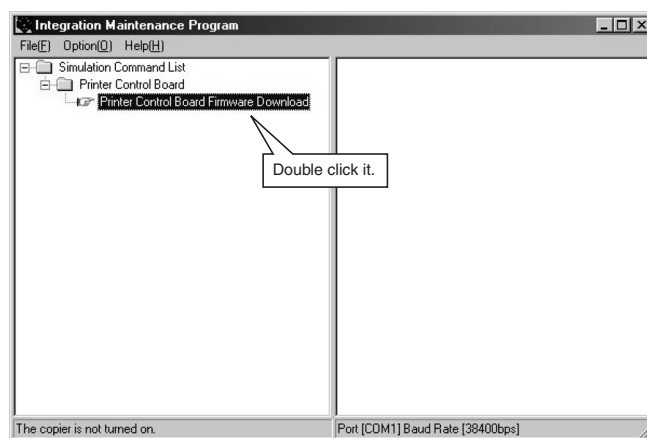 Integration Maintenance Program
File(F) Option(O) Help(H)
Simulation Command List
Printer Control Board
Printer Control Board Firmware Download
Double click it.
The copier is not turned on.
Port [COM1] Baud Rate [38400bps]